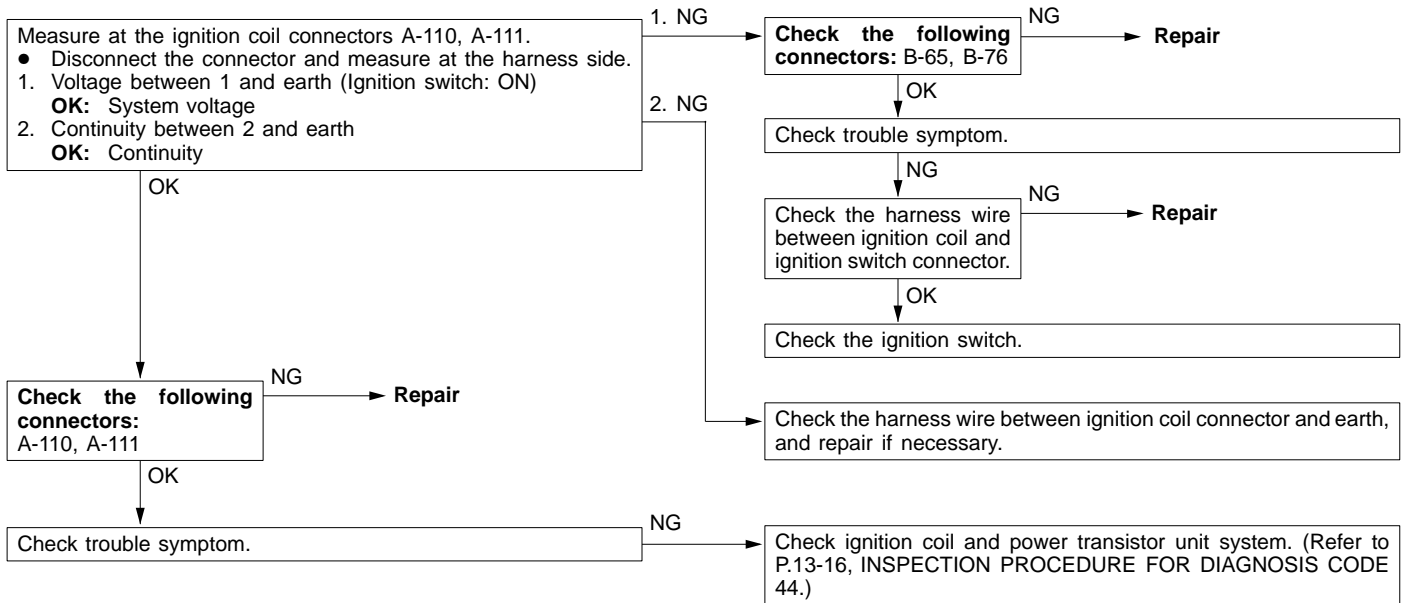 Measure at the ignition coil connectors A-110, A-111.
● Disconnect the connector and measure at the harness side.
1. Voltage between 1 and earth (Ignition switch: ON)
OK: System voltage
2. Continuity between 2 and earth
OK: Continuity
1. NG
2. NG
OK
Check the following
connectors: B-65, B-76
NG
Repair
OK
Check trouble symptom.
NG
Check the harness wire
between ignition coil and
ignition switch connector.
NG
Repair
OK
Check the ignition switch.
Check the following
connectors:
A-110, A-111
NG
Repair
OK
Check the harness wire between ignition coil connector and earth,
and repair if necessary.
Check trouble symptom.
NG
Check ignition coil and power transistor unit system. (Refer to
P.13-16, INSPECTION PROCEDURE FOR DIAGNOSIS CODE
44.)